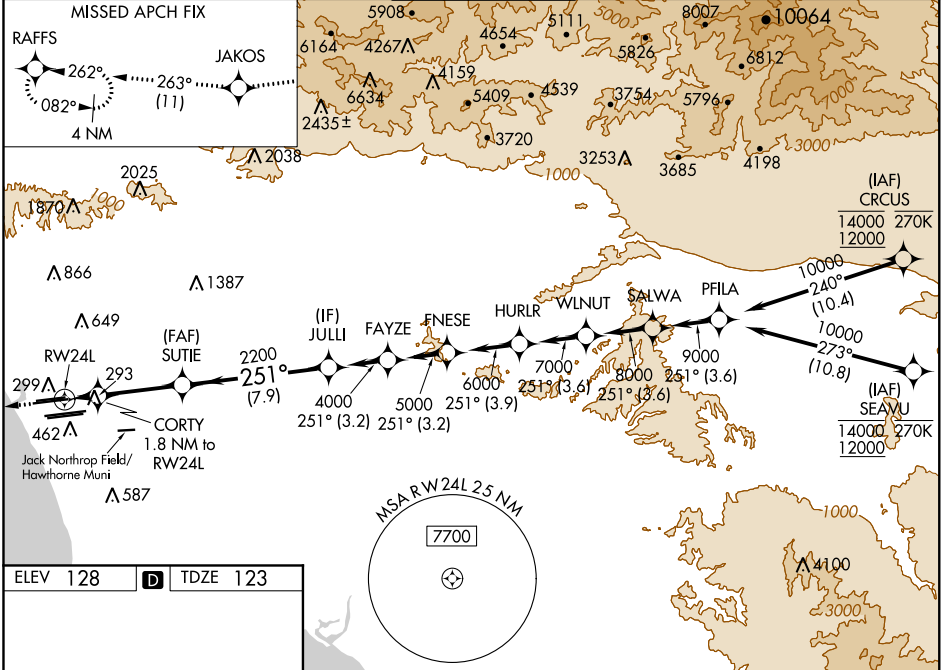 MISSED APCH FIX
RAFFS
JAKOS
262°
263°
(11)
082°
4 NM
5908
6164
4267
4654
5111
5000
8007
10064
5826
6812
6634
4159
5409
4539
3754
5796
7000
2435±
3720
3000
2038
3253
3685
4198
1000
2025
1870
000
(IAF)
CRCUS
14000 270K
12000
866
1387
10000
240°
(10.4)
649
(IF)
JULLI
FAYZE
FNESE
HURLR
WLNUT
SALWA
PFILA
(FAF)
SUTIE
RW24L
2200
251°
(7.9)
10000
273°
(10.8)
299
293
4000
251° (3.2)
5000
251° (3.2)
6000
251° (3.9)
7000
251° (3.6)
8000
251° (3.6)
9000
251° (3.6)
(IAF)
SEAVU
14000 270K
12000
462
CORTY
1.8 NM to
RW24L
Jack Northrop Field/
Hawthorne Muni
587
MSA RW24L 25 NM
7700
1000
4100
3000
ELEV 128 D TDZE 123